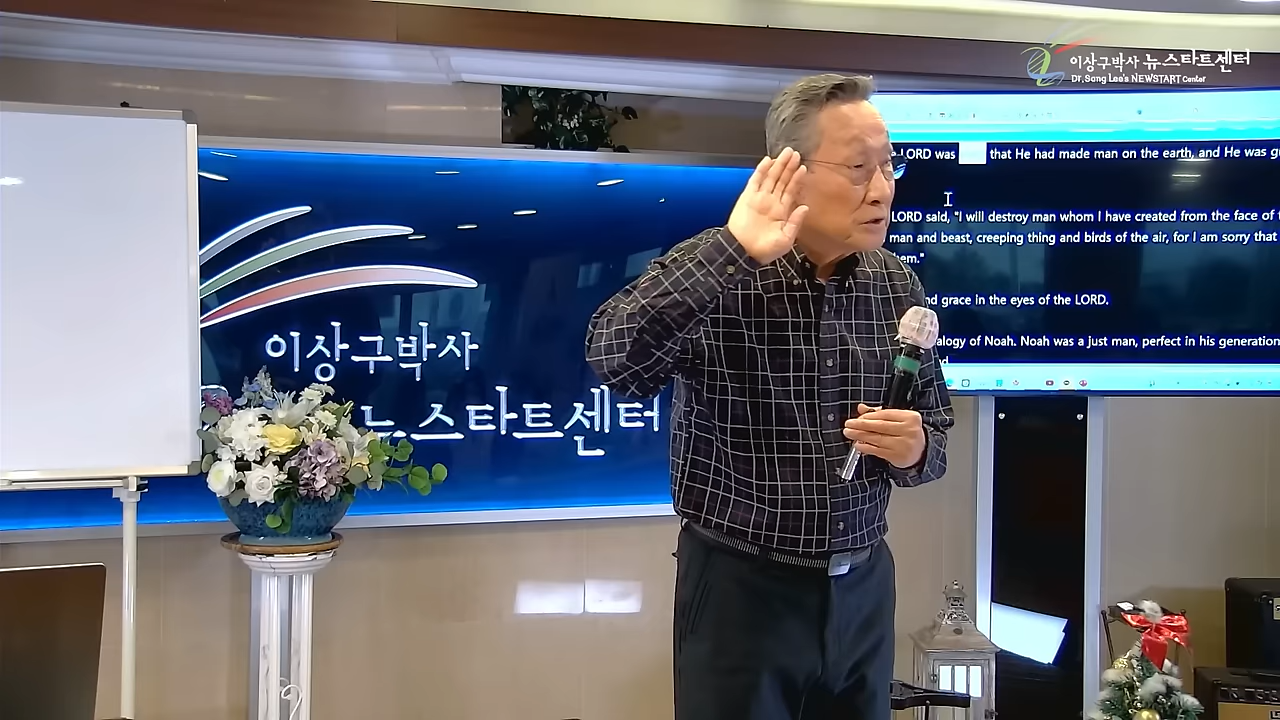 이상구박사 뉴스타트센터
Dr. Sang Lee's NEWSTART Center
LORD was that He had made man on the earth, and He was
LORD said, "I will destroy man whom I have created from the face of
man and beast, creeping thing and birds of the air, for I am sorry that
grace in the eyes of the LORD.
of Noah. Noah was a just man, perfect in his
이상구박사
뉴스타트센터